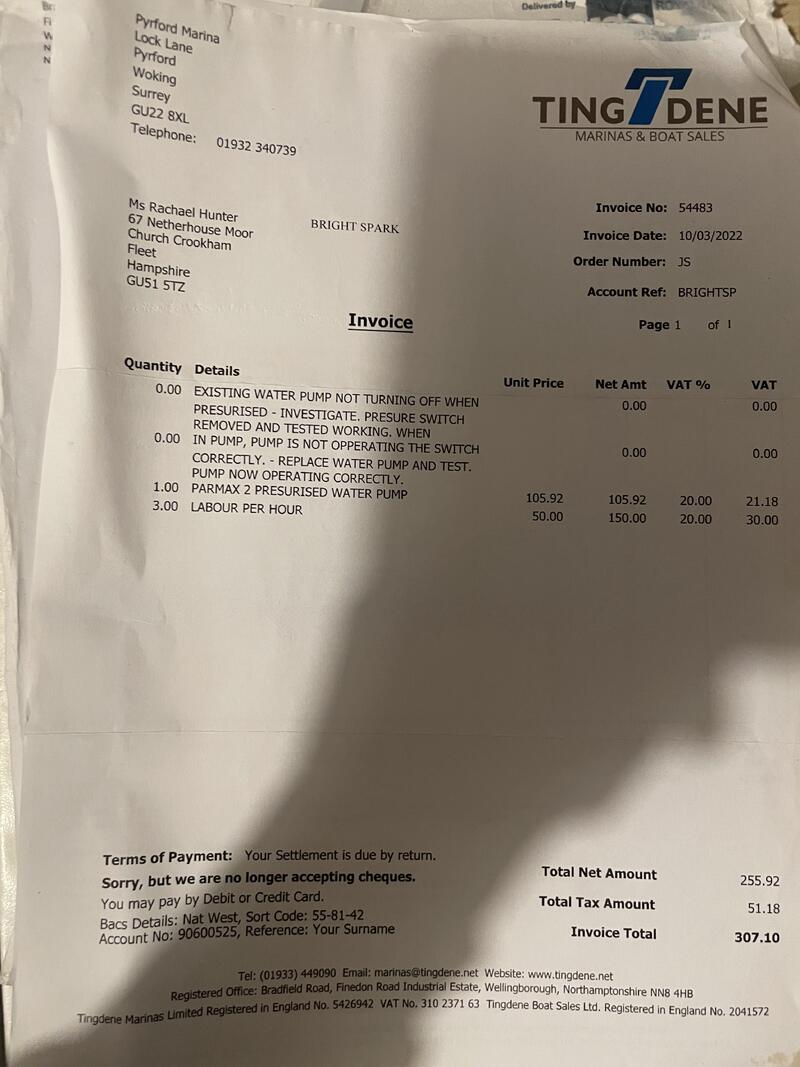 Delivered by
Pyrford Marina
Lock Lane
Pyrford
Woking
Surrey
GU22 8XL
Telephone: 01932 340739
TINGDENE
MARINAS & BOAT SALES
Ms Rachael Hunter
67 Netherhouse Moor
Church Crookham
Fleet
Hampshire
GU51 5TZ
BRIGHT SPARK
Invoice No: 54483
Invoice Date: 10/03/2022
Order Number: JS
Account Ref: BRIGHTSP
Page 1 of 1
Invoice
Quantity Details Unit Price Net Amt VAT % VAT
0.00 EXISTING WATER PUMP NOT TURNING OFF WHEN 0.00 0.00
PRESURISED - INVESTIGATE. PRESURE SWITCH
REMOVED AND TESTED WORKING. WHEN
0.00 IN PUMP, PUMP IS NOT OPPERATING THE SWITCH 0.00 0.00
CORRECTLY. - REPLACE WATER PUMP AND TEST.
PUMP NOW OPERATING CORRECTLY.
1.00 PARMAX 2 PRESURISED WATER PUMP 105.92 105.92 20.00 21.18
3.00 LABOUR PER HOUR 50.00 150.00 20.00 30.00
Terms of Payment: Your Settlement is due by return.
Sorry, but we are no longer accepting cheques.
You may pay by Debit or Credit Card.
Bacs Details: Nat West, Sort Code: 55-81-42
Account No: 90600525, Reference: Your Surname
Total Net Amount 255.92
Total Tax Amount 51.18
Invoice Total 307.10
Tel: (01933) 449090 Email: marinas@tingdene.net Website: www.tingdene.net
Registered Office: Bradfield Road, Finedon Road Industrial Estate, Wellingborough, Northamptonshire NN8 4HB
Tingdene Marinas Limited Registered in England No. 5426942 VAT No. 310 2371 63 Tingdene Boat Sales Ltd. Registered in England No. 2041572